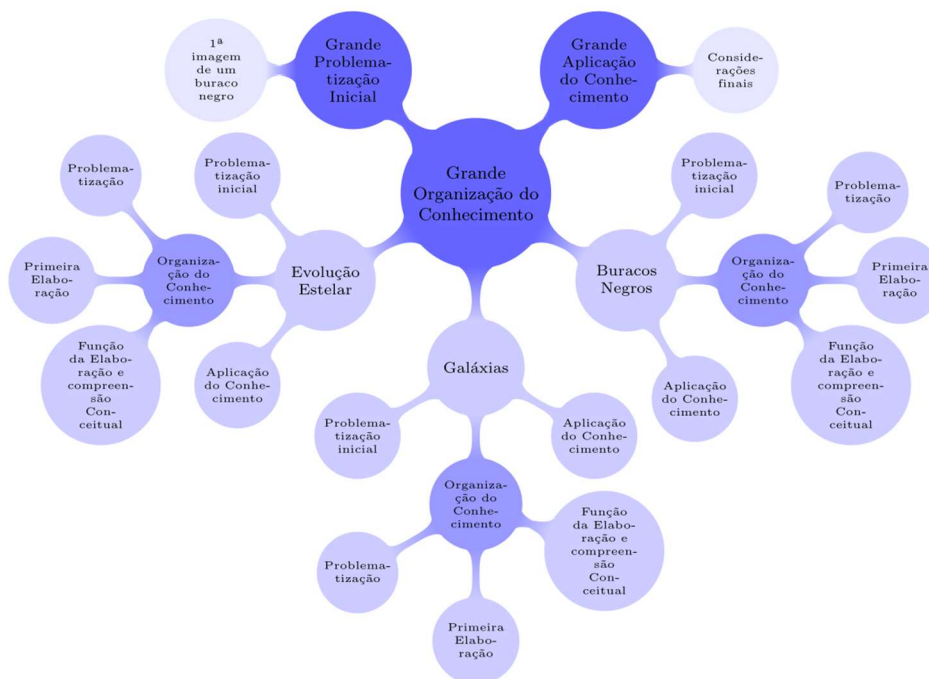 1ª
imagem
de um
buraco
negro
Grande
Problema-
tização
Inicial
Grande
Aplicação
do Conhe-
cimento
Conside-
rações
finais
Grande
Organização do
Conhecimento
Problema-
tização
Problema-
tização
inicial
Primeira
Elabo-
ração
Organiza-
ção do
Conhe-
cimento
Evolução
Estelar
Função
da Elabo-
ração e
compreen-
são
Con-
ceitual
Aplicação
do Conhe-
cimento
Problema-
tização
inicial
Problema-
tização
Buracos
Negros
Organiza-
ção do
Conhe-
cimento
Primeira
Elabo-
ração
Aplicação
do Conhe-
cimento
Função
da Elabo-
ração e
compreen-
são
Con-
ceitual
Galáxias
Problema-
tização
inicial
Aplicação
do Conhe-
cimento
Organiza-
ção do
Conhe-
cimento
Problema-
tização
Primeira
Elabo-
ração
Função
da Elabo-
ração e
compreen-
são
Con-
ceitual